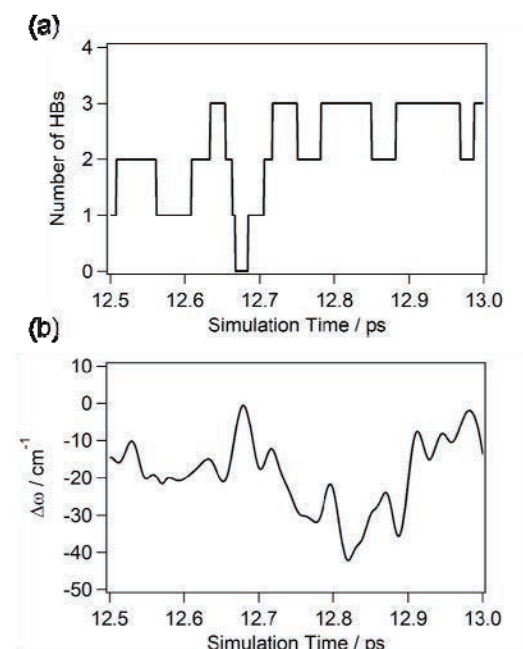 (a)
4
3
2
1
0
Number of HBs
12.5 12.6 12.7 12.8 12.9 13.0
Simulation Time / ps
(b)
10
0
-10
-20
-30
-40
-50
Δω / cm⁻¹
12.5 12.6 12.7 12.8 12.9 13.0
Simulation Time / ps